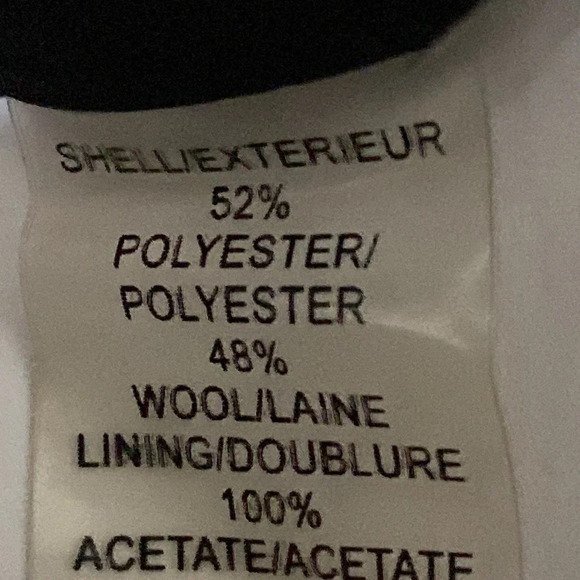 SHELL/EXTERIEUR
52%
POLYESTER/
POLYESTER
48%
WOOL/LAINE
LINING/DOUBLURE
100%
ACETATE/ACETATE